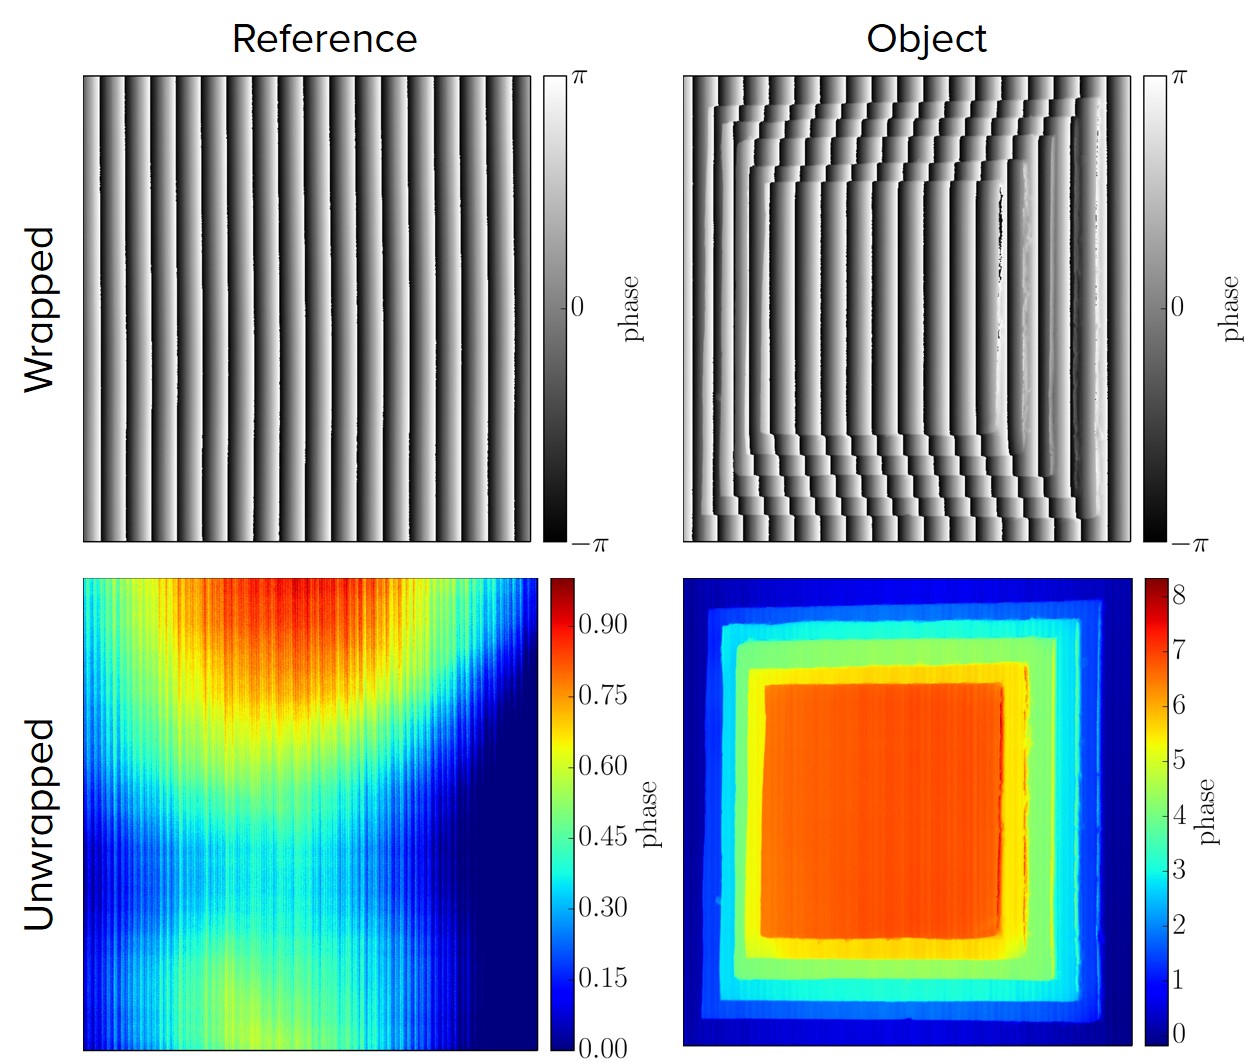 Reference
Object
Wrapped
π
0
−π
phase
π
0
−π
phase
Unwrapped
0.90
0.75
0.60
0.45
0.30
0.15
0.00
phase
8
7
6
5
4
3
2
1
0
phase